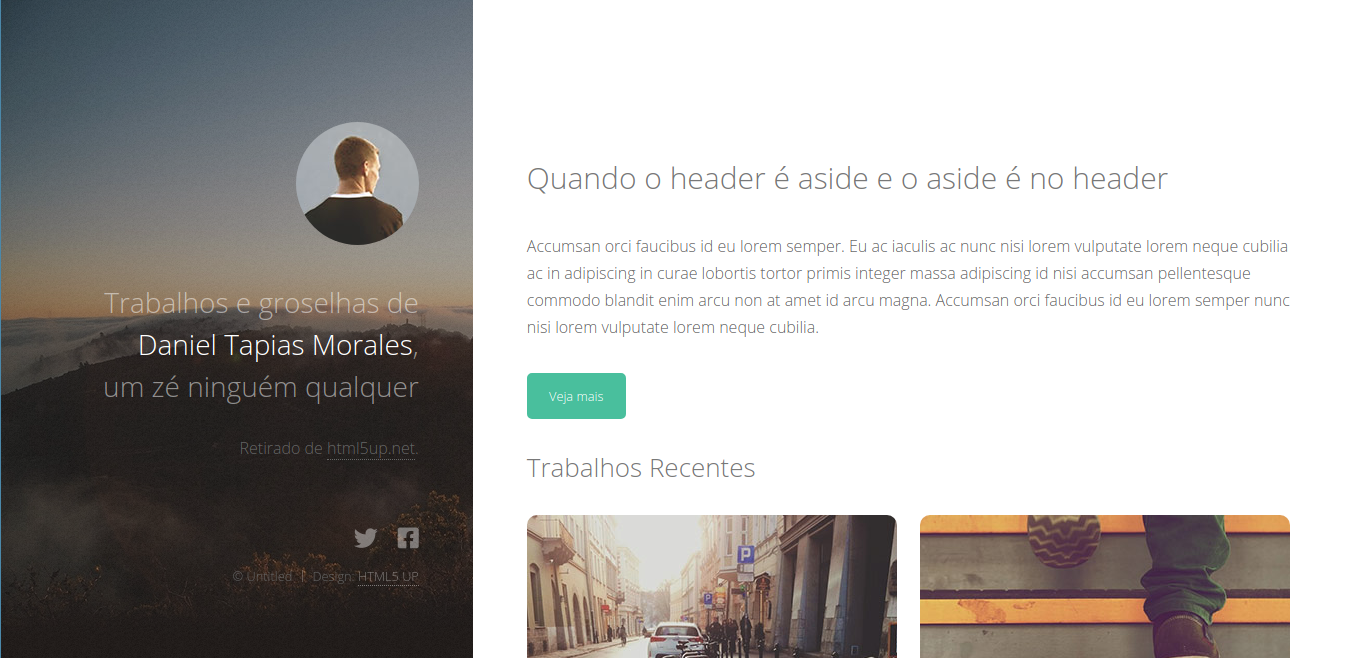 Trabalhos e groselhas de
Daniel Tapias Morales,
um zé ninguém qualquer
Retirado de html5up.net.
© Untitled | Design: HTML5 UP
Quando o header é aside e o aside é no header
Accumsan orci faucibus id eu lorem semper. Eu ac iaculis ac nunc nisi lorem vulputate lorem neque cubilia
ac in adipiscing in curae lobortis tortor primis integer massa adipiscing id nisi accumsan pellentesque
commodo blandit enim arcu non at amet id arcu magna. Accumsan orci faucibus id eu lorem semper nunc
nisi lorem vulputate lorem neque cubilia.
Veja mais
Trabalhos Recentes
P
P